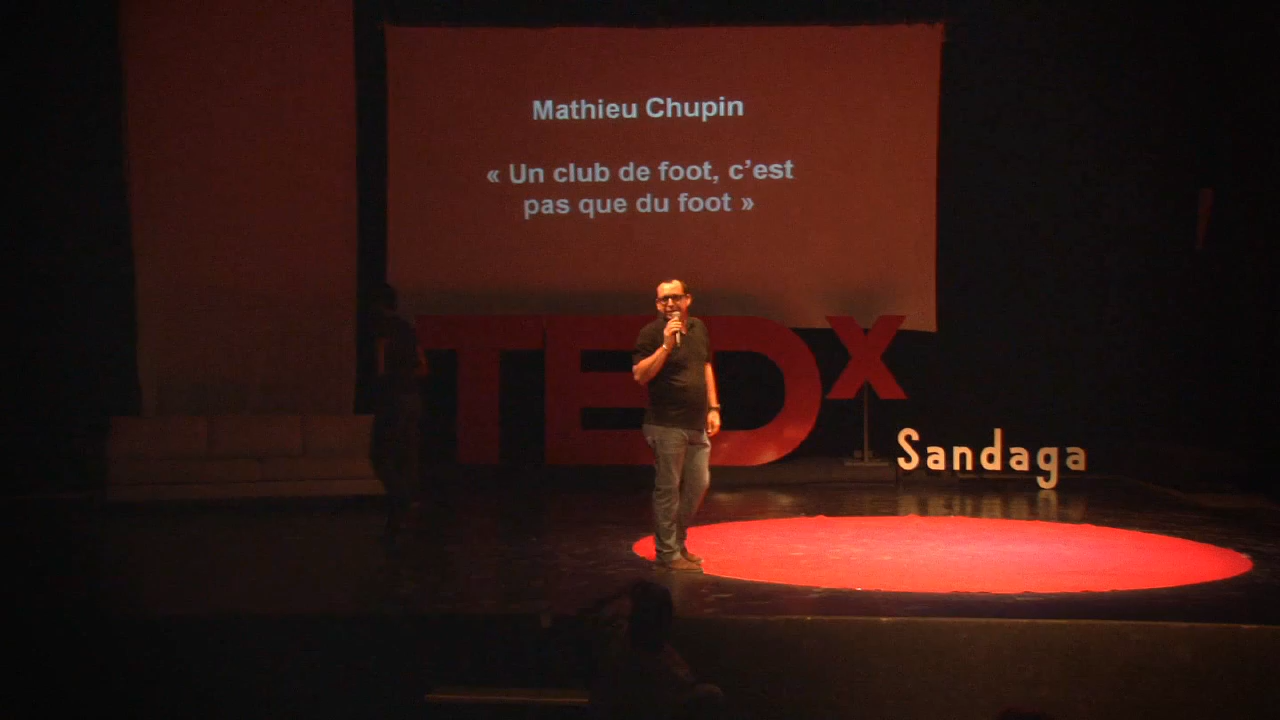 Mathieu Chupin
« Un club de foot, c’est
pas que du foot »
TEDx
Sandaga